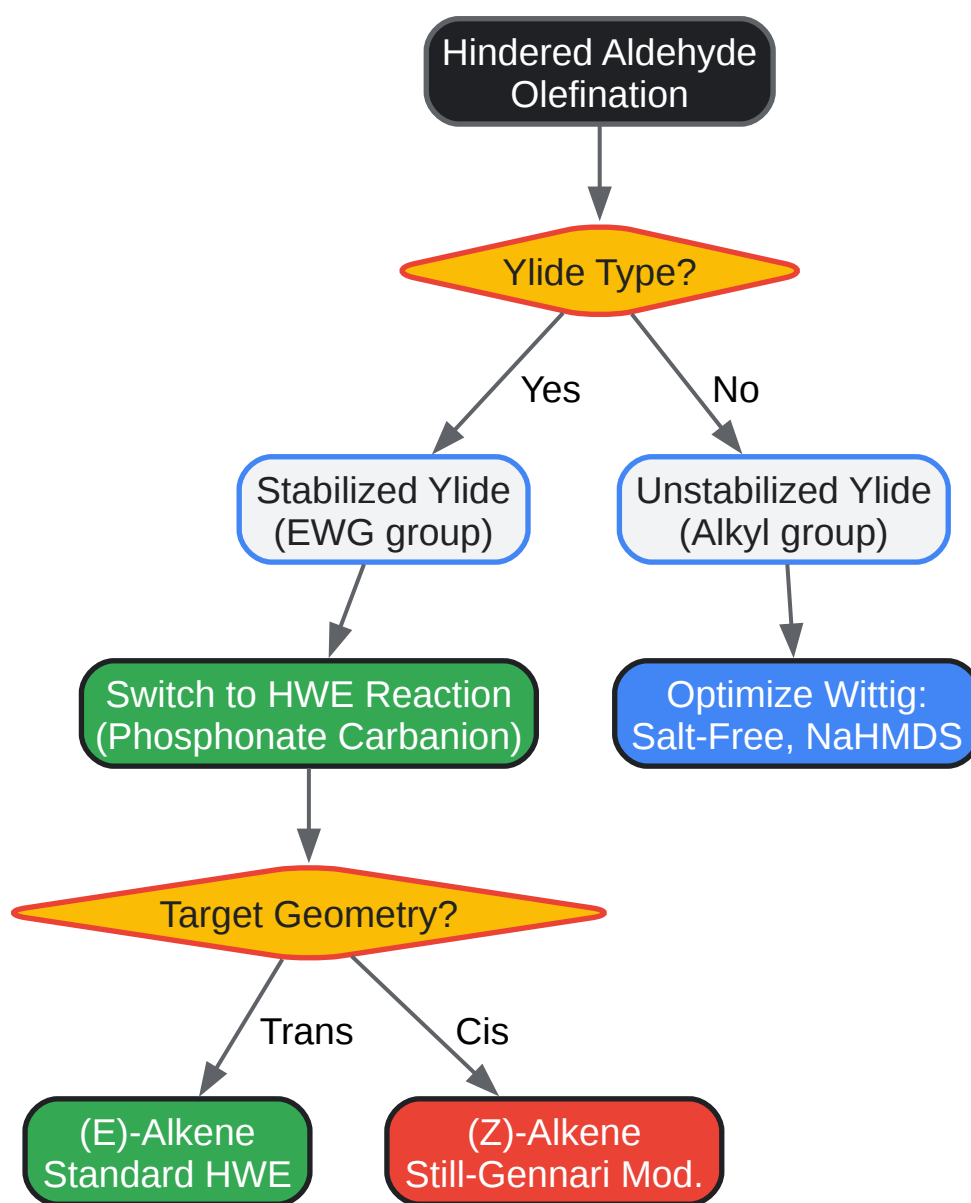 Hindered Aldehyde
Olefination
Ylide Type?
Yes
No
Stabilized Ylide
(EWG group)
Unstabilized Ylide
(Alkyl group)
Switch to HWE Reaction
(Phosphonate Carbanion)
Optimize Wittig:
Salt-Free, NaHMDS
Target Geometry?
Trans
Cis
(E)-Alkene
Standard HWE
(Z)-Alkene
Still-Gennari Mod.